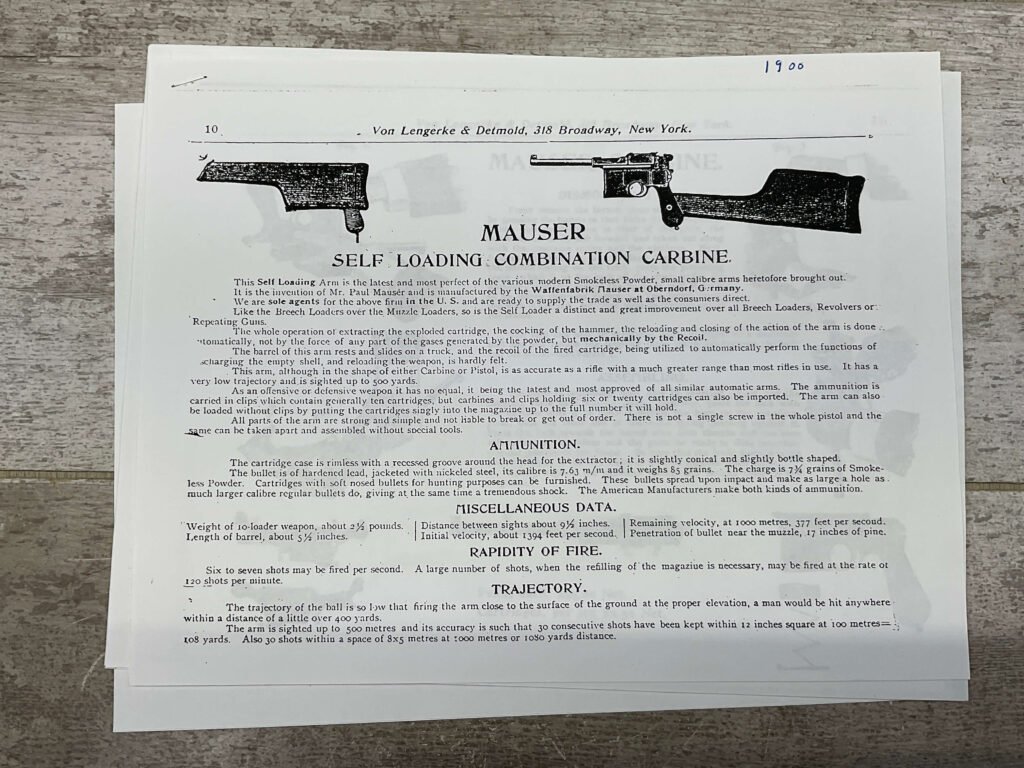 1900
10 Von Lengerke & Detmold, 318 Broadway, New York.
MAUSER
SELF LOADING COMBINATION CARBINE.
This Self Loading Arm is the latest and most perfect of the various modern Smokeless Powder, small calibre arms heretofore brought out.
It is the invention of Mr. Paul Mauser and is manufactured by the Waffenfabrik Mauser at Oberndorf, Germany.
We are sole agents for the above firm in the U. S. and are ready to supply the trade as well as the consumers direct.
Like the Breech Loaders over the Muzzle Loaders, so is the Self Loader a distinct and great improvement over all Breech Loaders, Revolvers or
Repeating Guns.
The whole operation of extracting the exploded cartridge, the cocking of the hammer, the reloading and closing of the action of the arm is done
utomatically, not by the force of any part of the gases generated by the powder, but mechanically by the Recoil.
The barrel of this arm rests and slides on a truck, and the recoil of the fired cartridge, being utilized to automatically perform the functions of
scharging the empty shell, and reloading the weapon, is hardly felt.
This arm, although in the shape of either Carbine or Pistol, is as accurate as a rifle with a much greater range than most rifles in use. It has a
very low trajectory and is sighted up to 500 yards.
As an offensive or defensive weapon it has no equal, it being the latest and most approved of all similar automatic arms. The ammunition is
carried in clips which contain generally ten cartridges, but carbines and clips holding six or twenty cartridges can also be imported. The arm can also
be loaded without clips by putting the cartridges singly into the magazine up to the full number it will hold.
All parts of the arm are strong and simple and not liable to break or get out of order. There is not a single screw in the whole pistol and the
same can be taken apart and assembled without special tools.
AMMUNITION.
The cartridge case is rimless with a recessed groove around the head for the extractor; it is slightly conical and slightly bottle shaped.
The bullet is of hardened lead, jacketed with nickeled steel, its calibre is 7.63 m/m and it weighs 85 grains. The charge is 7¾ grains of Smoke-
less Powder. Cartridges with soft nosed bullets for hunting purposes can be furnished. These bullets spread upon impact and make as large a hole as
much larger calibre regular bullets do, giving at the same time a tremendous shock. The American Manufacturers make both kinds of ammunition.
MISCELLANEOUS DATA.
Weight of 10-loader weapon, about 2½ pounds. | Distance between sights about 9½ inches. | Remaining velocity, at 1000 metres, 377 feet per second.
Length of barrel, about 5½ inches. | Initial velocity, about 1394 feet per second. | Penetration of bullet near the muzzle, 17 inches of pine.
RAPIDITY OF FIRE.
Six to seven shots may be fired per second. A large number of shots, when the refilling of the magazine is necessary, may be fired at the rate of
120 shots per minute.
TRAJECTORY.
The trajectory of the ball is so low that firing the arm close to the surface of the ground at the proper elevation, a man would be hit anywhere
within a distance of a little over 400 yards.
The arm is sighted up to 500 metres and its accuracy is such that 30 consecutive shots have been kept within 12 inches square at 100 metres=
108 yards. Also 30 shots within a space of 8x5 metres at 1000 metres or 1080 yards distance.